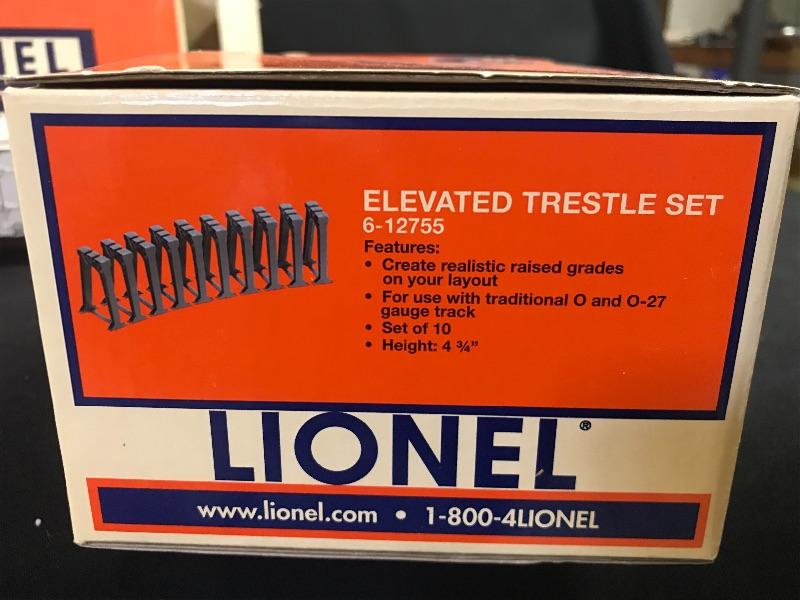 NEL
ELEVATED TRESTLE SET
6-12755
Features:
• Create realistic raised grades
on your layout
• For use with traditional O and O-27
gauge track
• Set of 10
• Height: 4 ¾"
LIONEL®
www.lionel.com • 1-800-4LIONEL